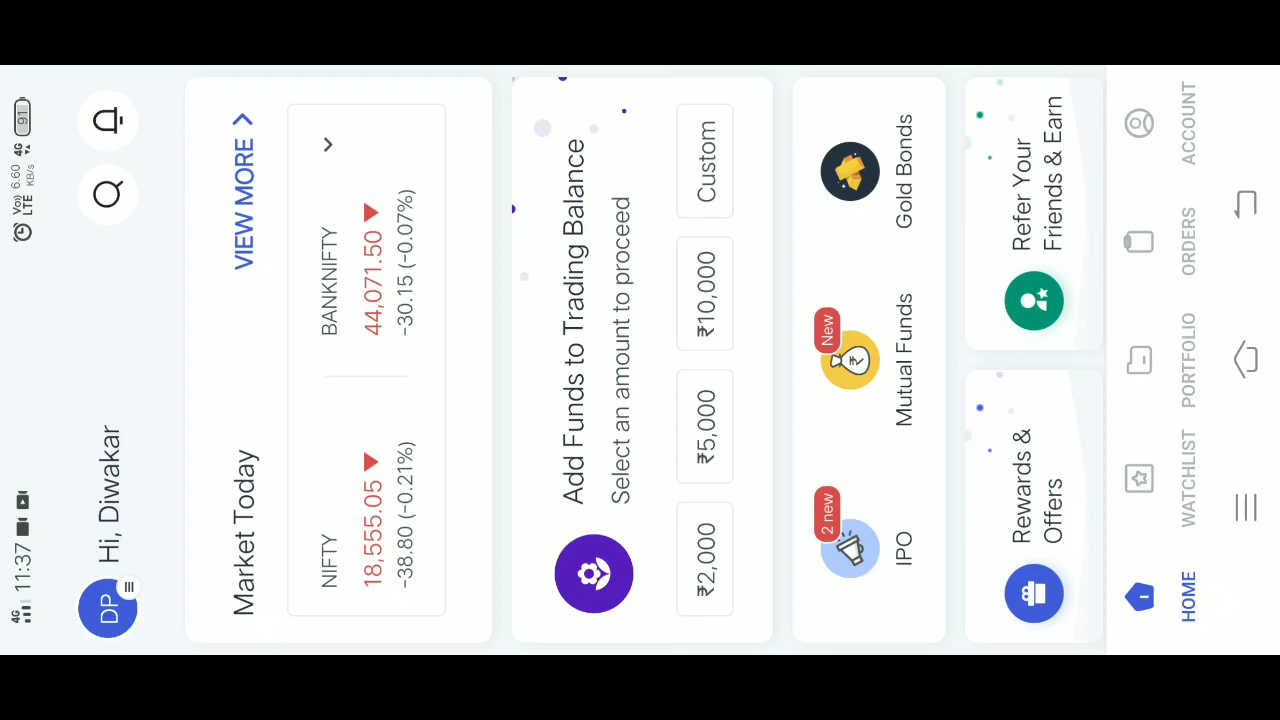 4G 11:37 Vo)) LTE 6.60 KB/s 4G 91
DP Hi, Diwakar
Market Today VIEW MORE
NIFTY BANKNIFTY
18,555.05 44,071.50
-38.80 (-0.21%) -30.15 (-0.07%)
Add Funds to Trading Balance
Select an amount to proceed
₹2,000 ₹5,000 ₹10,000 Custom
2 new New
IPO Mutual Funds Gold Bonds
Rewards &
Offers
Refer Your
Friends & Earn
HOME WATCHLIST PORTFOLIO ORDERS ACCOUNT